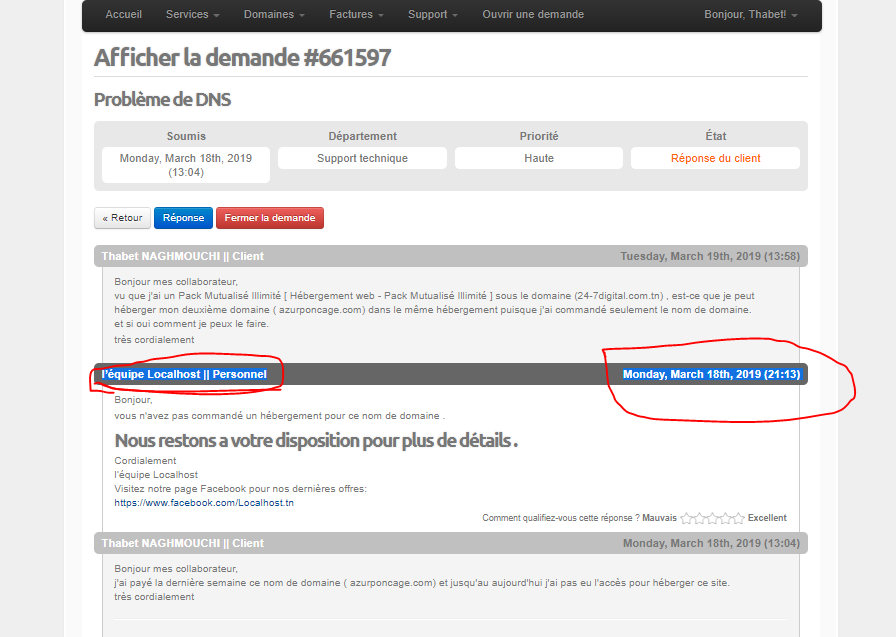 Accueil Services Domaines Factures Support Ouvrir une demande Bonjour, Thabet!
Afficher la demande #661597
Problème de DNS
Soumis Département Priorité État
Monday, March 18th, 2019 Support technique Haute Réponse du client
(13:04)
« Retour Réponse Fermer la demande
Thabet NAGHMOUCHI || Client Tuesday, March 19th, 2019 (13:58)
Bonjour mes collaborateur,
vu que j'ai un Pack Mutualisé Illimité [ Hébergement web - Pack Mutualisé Illimité ] sous le domaine (24-7digital.com.tn) , est-ce que je peut
héberger mon deuxième domaine ( azurponcage.com) dans le même hébergement puisque j'ai commandé seulement le nom de domaine.
et si oui comment je peux le faire.
très cordialement
l'équipe Localhost || Personnel Monday, March 18th, 2019 (21:13)
Bonjour,
vous n'avez pas commandé un hébergement pour ce nom de domaine .
Nous restons a votre disposition pour plus de détails .
Cordialement
l'équipe Localhost
Visitez notre page Facebook pour nos dernières offres:
https://www.facebook.com/Localhost.tn
Comment qualifiez-vous cette réponse ? Mauvais Excellent
Thabet NAGHMOUCHI || Client Monday, March 18th, 2019 (13:04)
Bonjour mes collaborateur,
j'ai payé la dernière semaine ce nom de domaine ( azurponcage.com) et jusqu'au aujourd'hui j'ai pas eu l'accès pour héberger ce site.
très cordialement